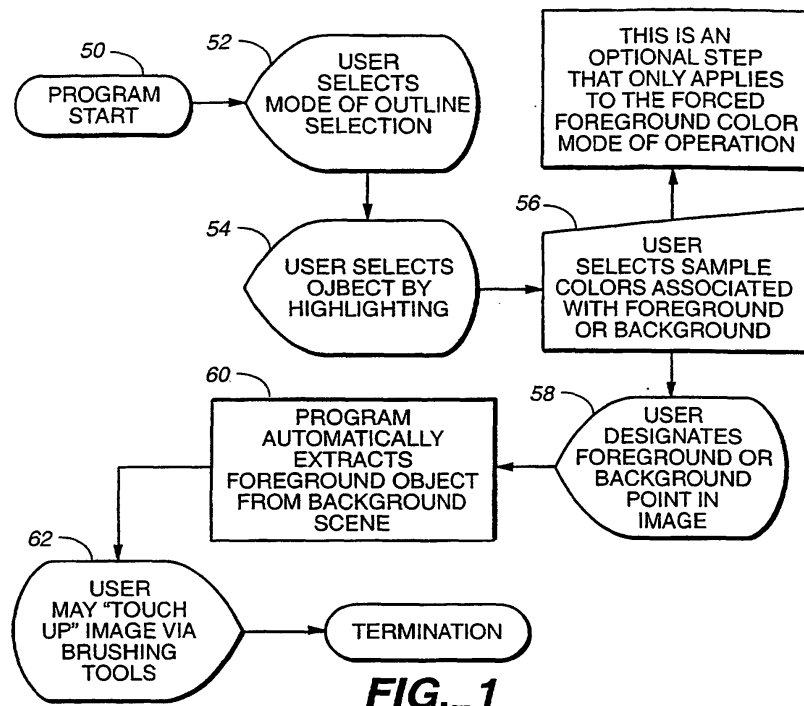 50
PROGRAM
START
52
USER
SELECTS
MODE OF OUTLINE
SELECTION
THIS IS AN
OPTIONAL STEP
THAT ONLY APPLIES
TO THE FORCED
FOREGROUND COLOR
MODE OF OPERATION
54
USER SELECTS
OJBECT BY
HIGHLIGHTING
56
USER
SELECTS SAMPLE
COLORS ASSOCIATED
WITH FOREGROUND
OR BACKGROUND
58
USER
DESIGNATES
FOREGROUND OR
BACKGROUND
POINT IN
IMAGE
60
PROGRAM
AUTOMATICALLY
EXTRACTS
FOREGROUND OBJECT
FROM BACKGROUND
SCENE
62
USER
MAY “TOUCH
UP” IMAGE VIA
BRUSHING
TOOLS
TERMINATION
FIG._1